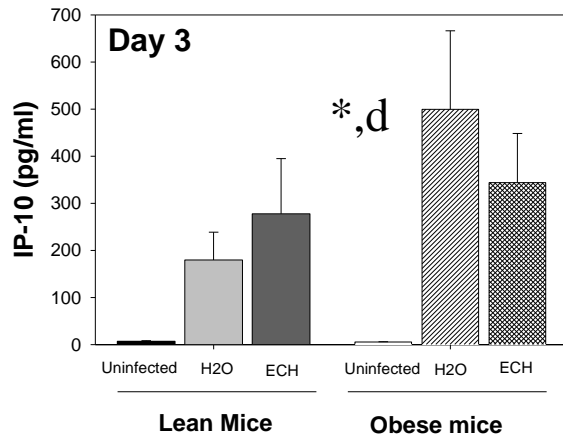 Day 3
*,d
IP-10 (pg/ml)
700
600
500
400
300
200
100
0
Uninfected H2O ECH Uninfected H2O ECH
Lean Mice Obese mice